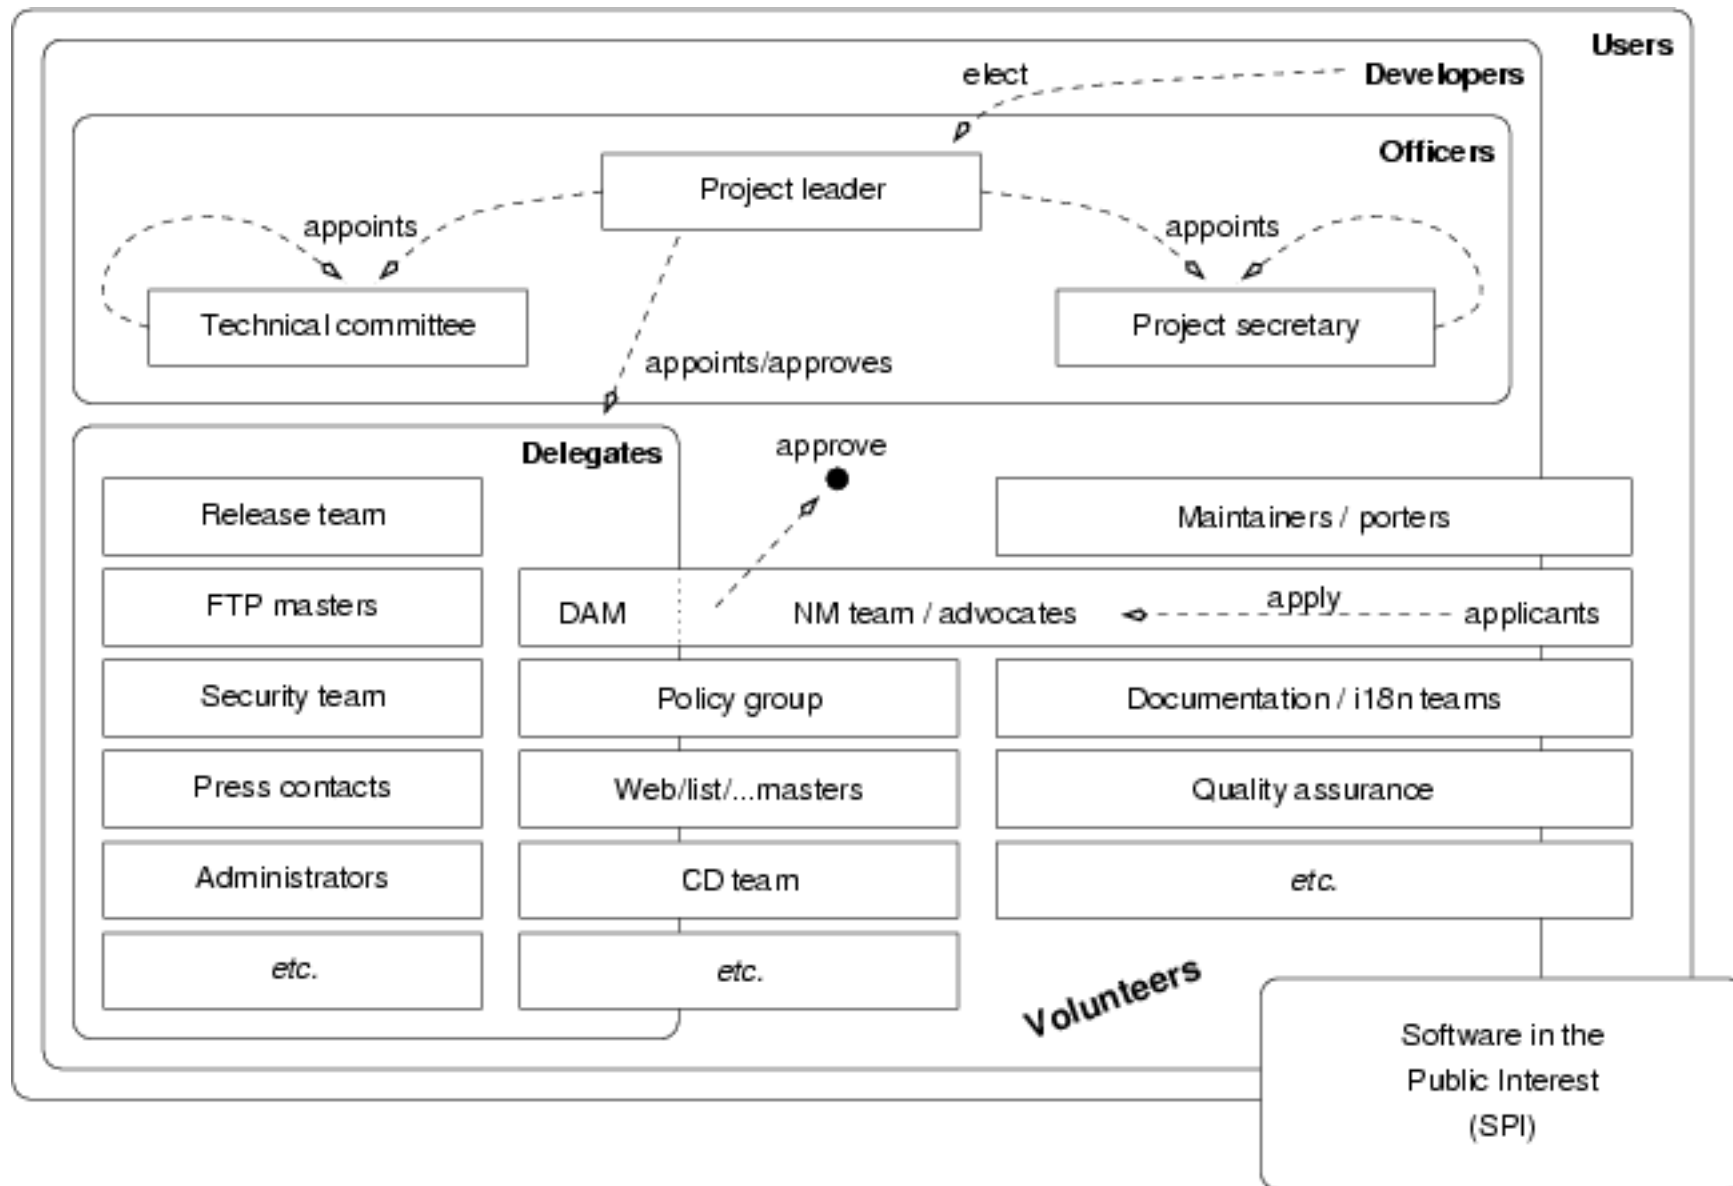 Users
elect
Developers
Officers
Project leader
appoints
appoints
Technical committee
Project secretary
appoints/approves
Delegates
approve
Release team
Maintainers / porters
FTP masters
DAM
NM team / advocates
apply
applicants
Security team
Policy group
Documentation / i18n teams
Press contacts
Web/list/...masters
Quality assurance
Administrators
CD team
etc.
etc.
etc.
Volunteers
Software in the
Public Interest
(SPI)